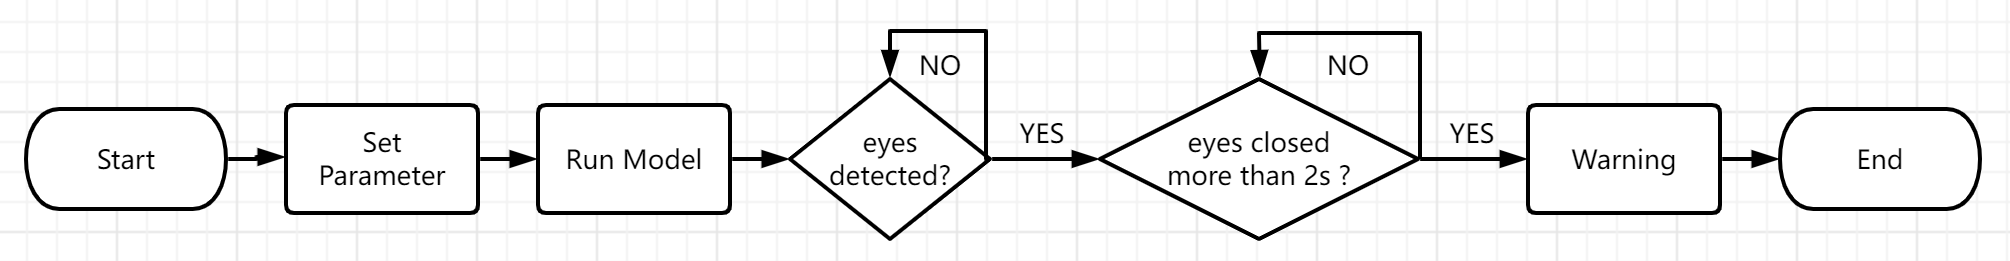 Start
Set
Parameter
Run Model
eyes
detected?
NO
YES
eyes closed
more than 2s ?
NO
YES
Warning
End